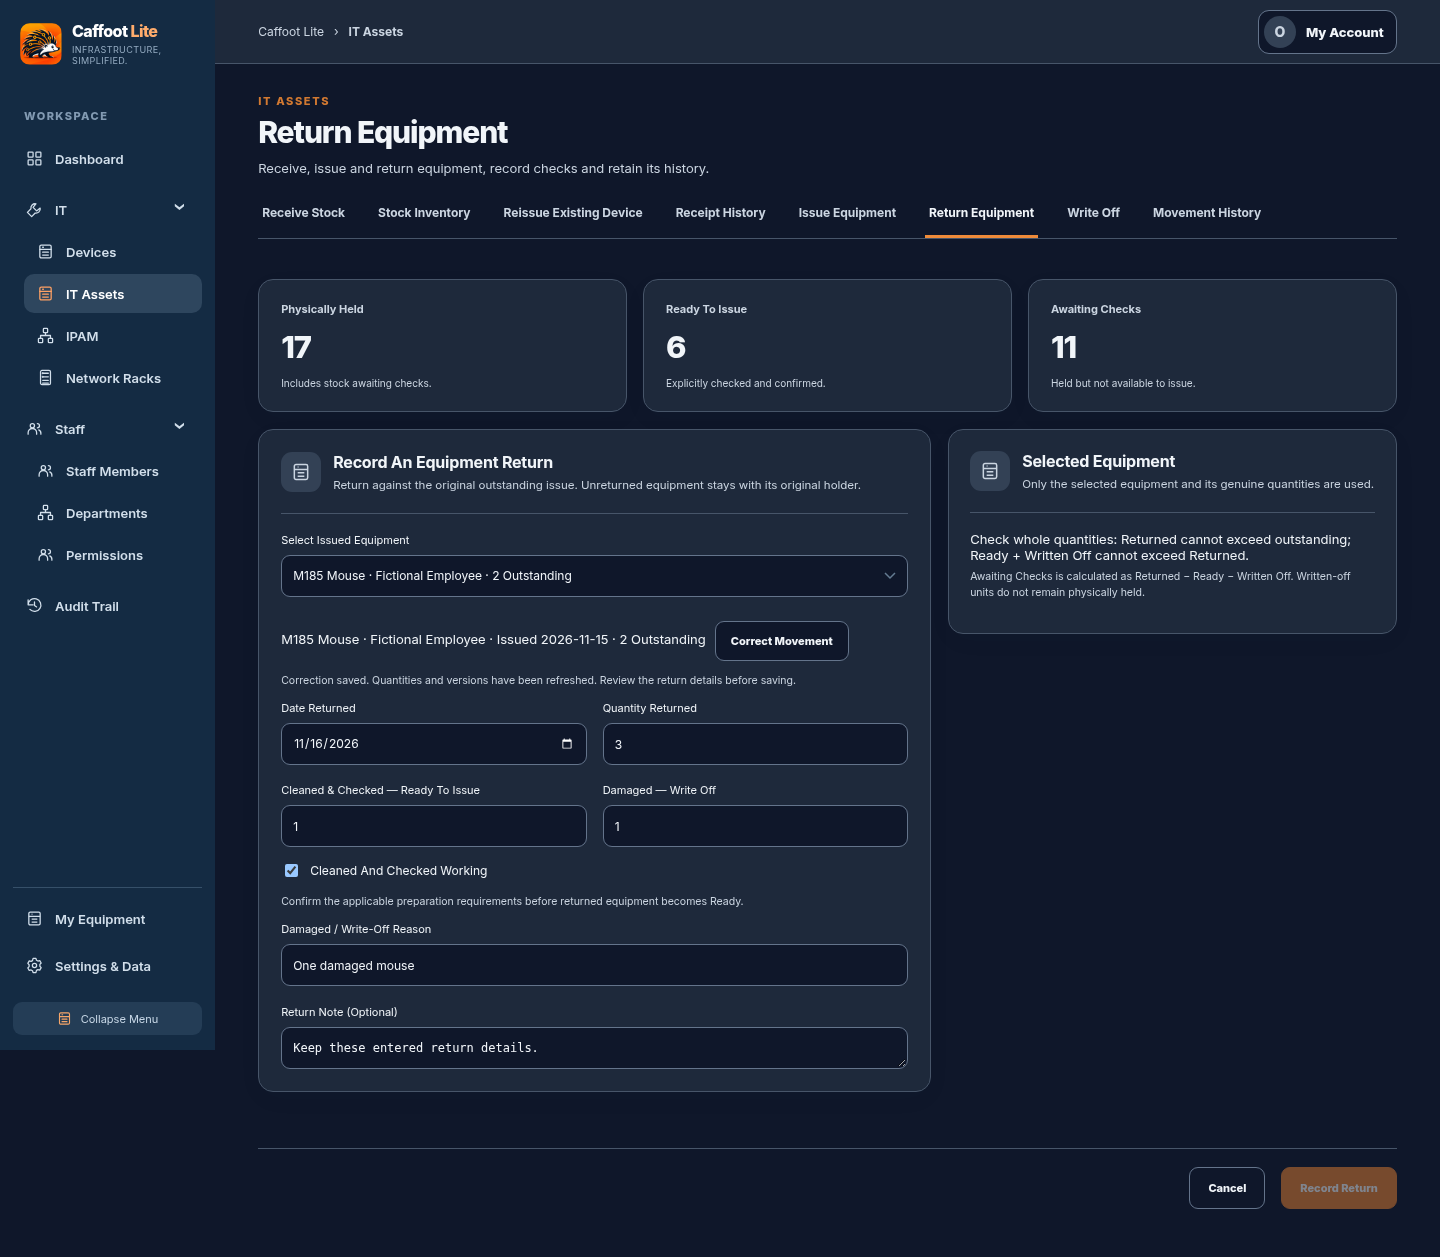 Caffoot Lite
INFRASTRUCTURE,
SIMPLIFIED.
WORKSPACE
Dashboard
IT
Devices
IT Assets
IPAM
Network Racks
Staff
Staff Members
Departments
Permissions
Audit Trail
My Equipment
Settings & Data
Collapse Menu
Caffoot Lite › IT Assets
O My Account
IT ASSETS
Return Equipment
Receive, issue and return equipment, record checks and retain its history.
Receive Stock Stock Inventory Reissue Existing Device Receipt History Issue Equipment Return Equipment Write Off Movement History
Physically Held
17
Includes stock awaiting checks.
Ready To Issue
6
Explicitly checked and confirmed.
Awaiting Checks
11
Held but not available to issue.
Record An Equipment Return
Return against the original outstanding issue. Unreturned equipment stays with its original holder.
Select Issued Equipment
M185 Mouse · Fictional Employee · 2 Outstanding
M185 Mouse · Fictional Employee · Issued 2026-11-15 · 2 Outstanding Correct Movement
Correction saved. Quantities and versions have been refreshed. Review the return details before saving.
Date Returned Quantity Returned
11/16/2026 3
Cleaned & Checked — Ready To Issue Damaged — Write Off
1 1
Cleaned And Checked Working
Confirm the applicable preparation requirements before returned equipment becomes Ready.
Damaged / Write-Off Reason
One damaged mouse
Return Note (Optional)
Keep these entered return details.
Selected Equipment
Only the selected equipment and its genuine quantities are used.
Check whole quantities: Returned cannot exceed outstanding;
Ready + Written Off cannot exceed Returned.
Awaiting Checks is calculated as Returned − Ready − Written Off. Written-off
units do not remain physically held.
Cancel Record Return